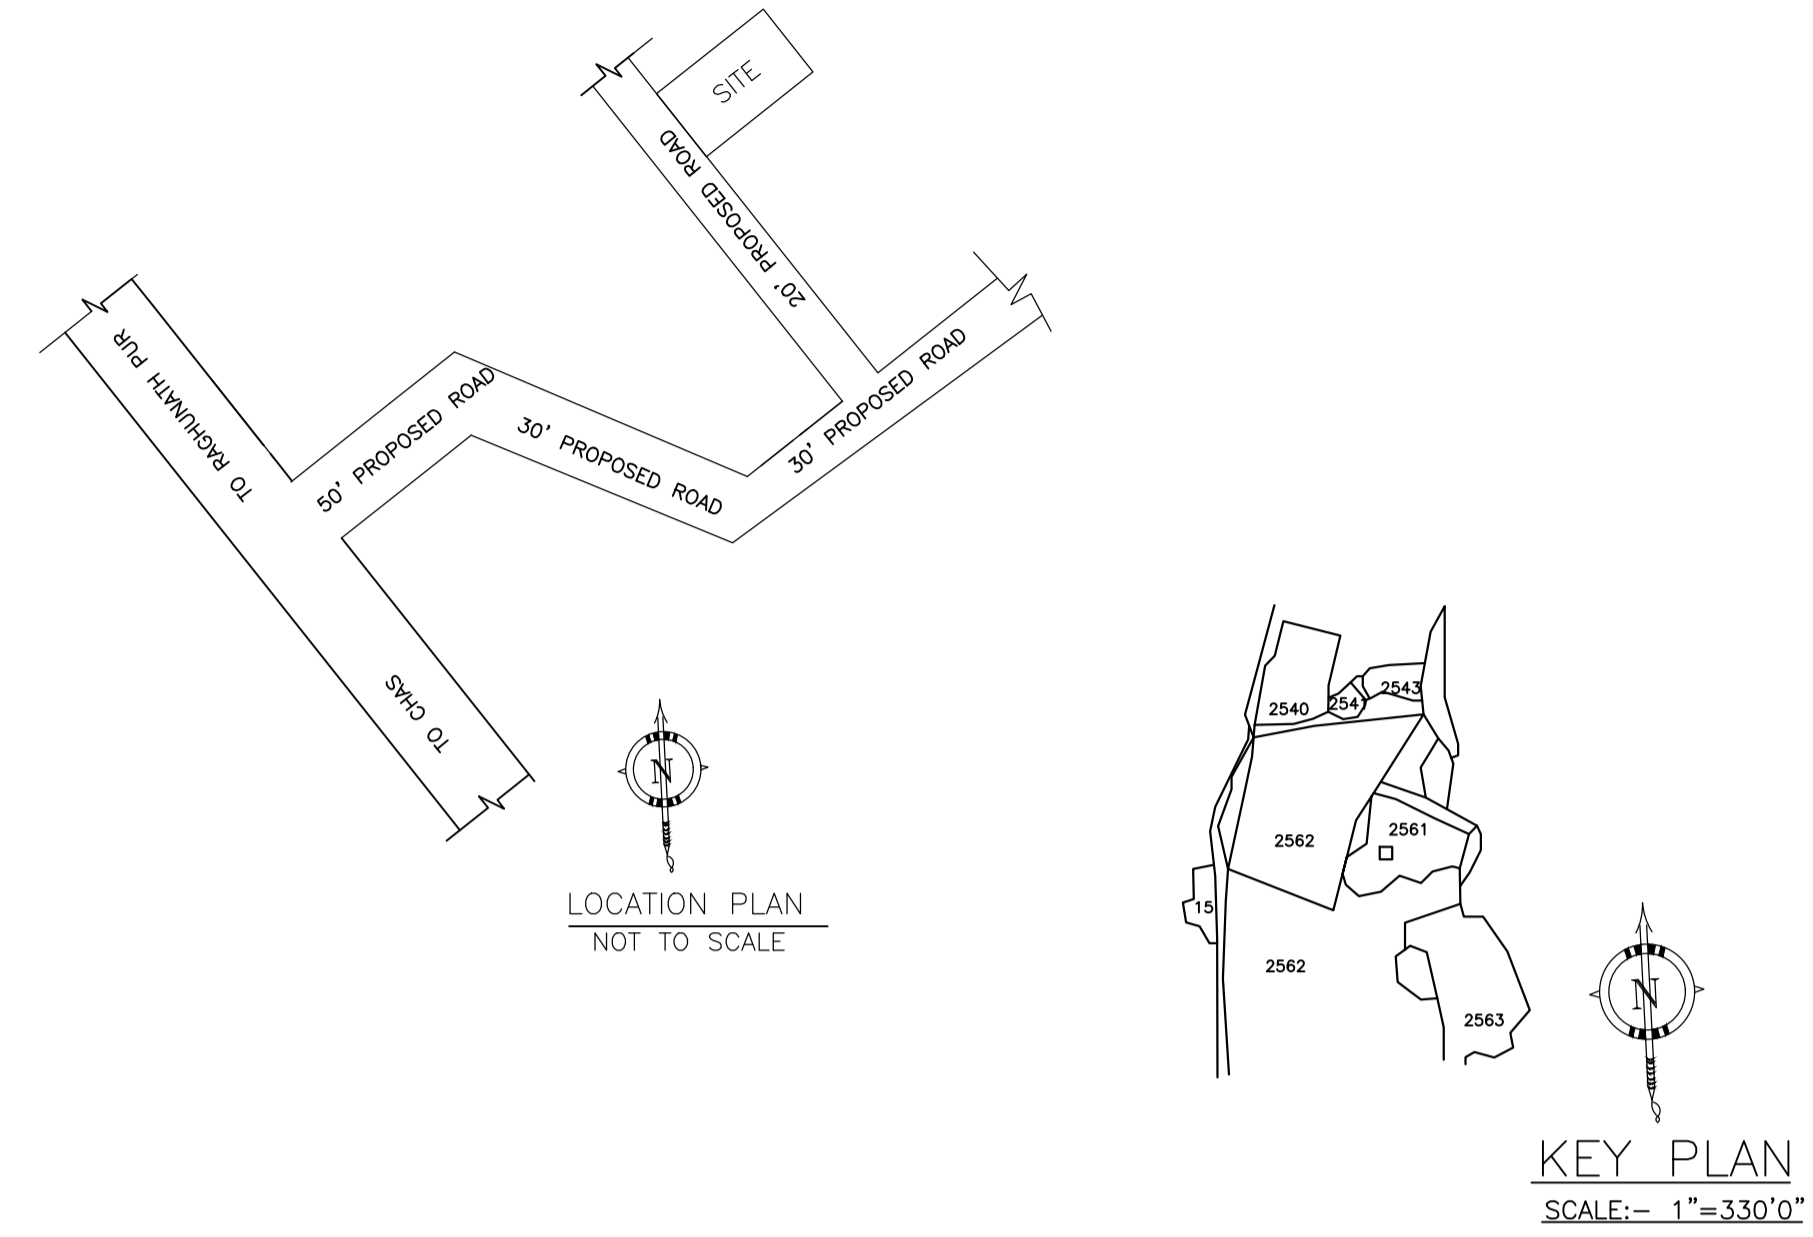 SITE
20' PROPOSED ROAD
TO RAGHUNATH PUR
50' PROPOSED ROAD
30' PROPOSED ROAD
30' PROPOSED ROAD
TO CHAS
N
LOCATION PLAN
NOT TO SCALE
2540
2541
2543
2562
2561
15
2562
2563
N
KEY PLAN
SCALE:- 1"=330'0"